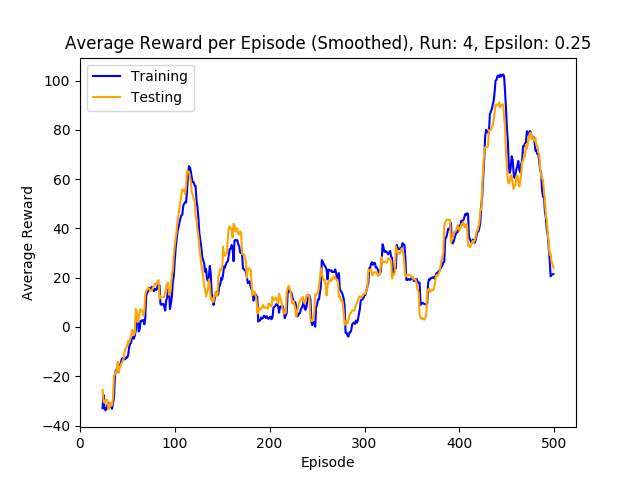 Average Reward per Episode (Smoothed), Run: 4, Epsilon: 0.25
Training
Testing
Average Reward
100
80
60
40
20
0
−20
−40
0 100 200 300 400 500
Episode